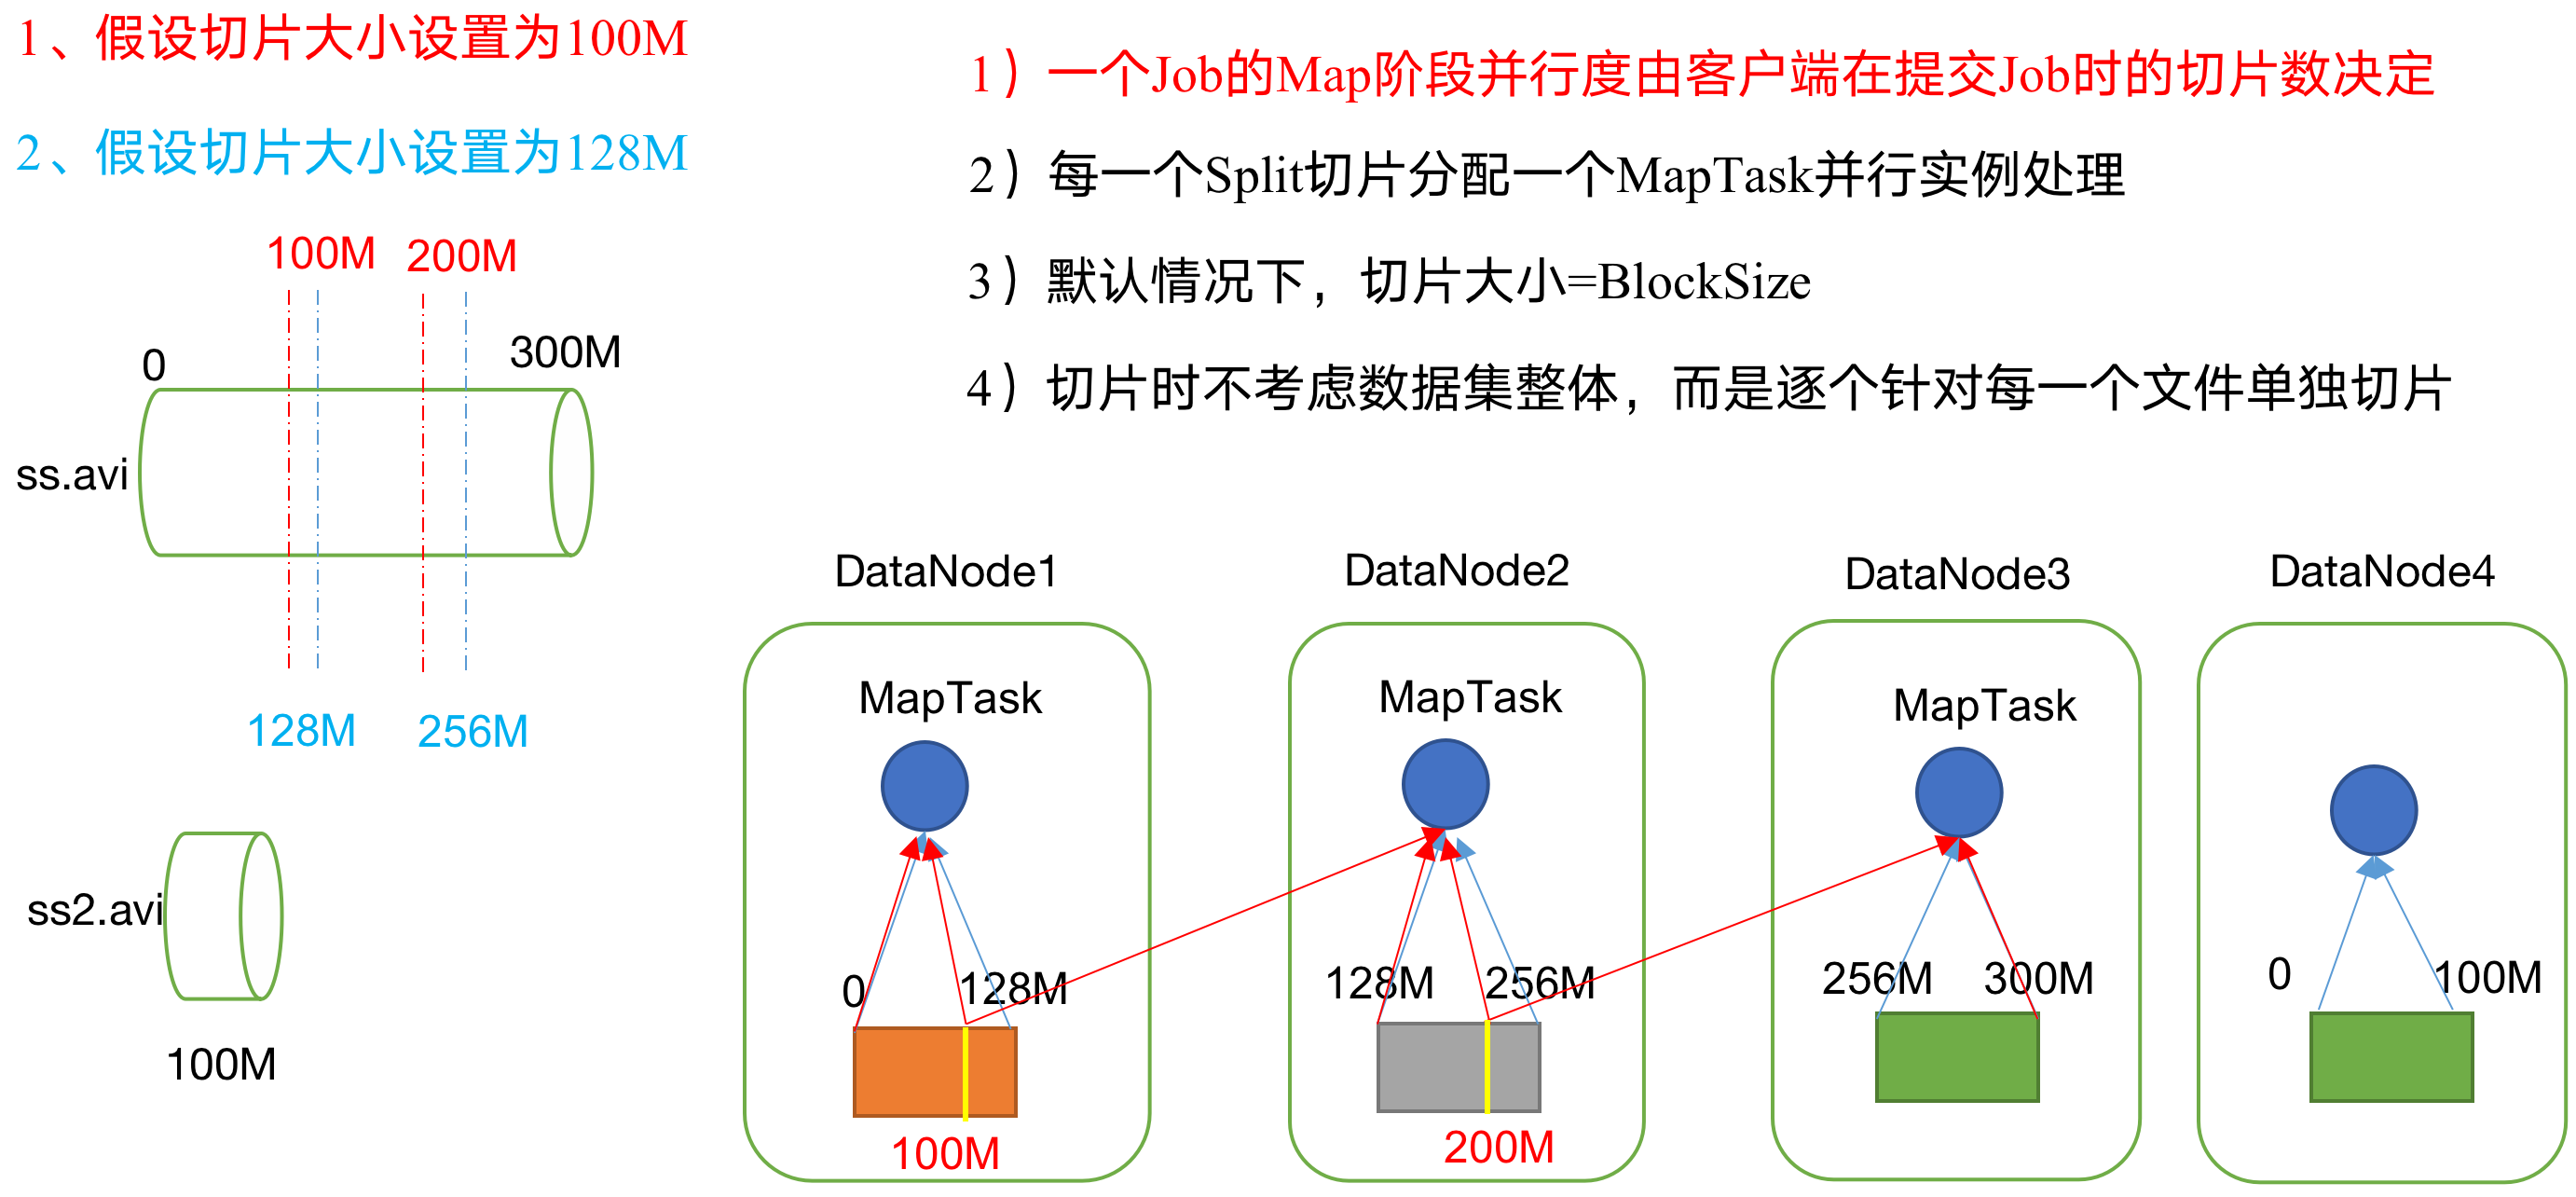 1、假设切片大小设置为100M
2、假设切片大小设置为128M
1）一个Job的Map阶段并行度由客户端在提交Job时的切片数决定
2）每一个Split切片分配一个MapTask并行实例处理
3）默认情况下，切片大小=BlockSize
4）切片时不考虑数据集整体，而是逐个针对每一个文件单独切片
100M
200M
0
300M
ss.avi
128M
256M
ss2.avi
100M
DataNode1
MapTask
0
128M
100M
DataNode2
MapTask
128M
256M
200M
DataNode3
MapTask
256M
300M
DataNode4
0
100M